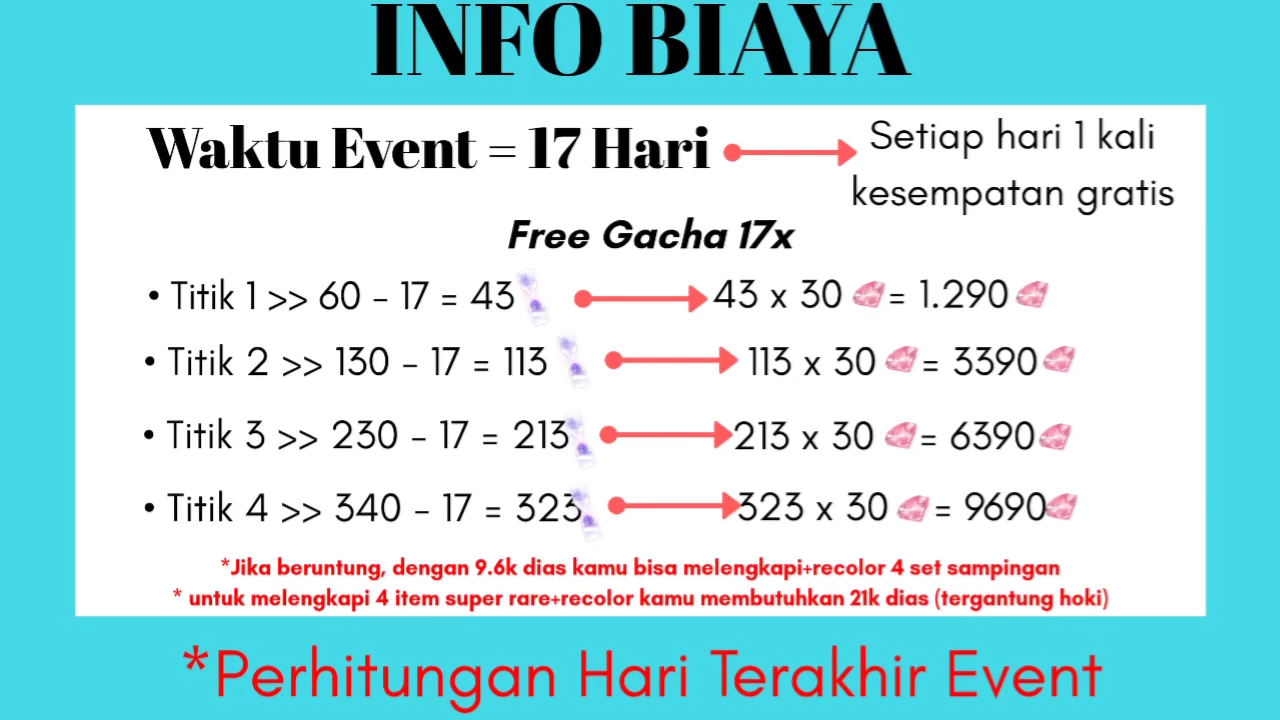 INFO BIAYA
Waktu Event = 17 Hari
Setiap hari 1 kali
kesempatan gratis
Free Gacha 17x
• Titik 1 >> 60 - 17 = 43
43 x 30 = 1.290
• Titik 2 >> 130 - 17 = 113
113 x 30 = 3390
• Titik 3 >> 230 - 17 = 213
213 x 30 = 6390
• Titik 4 >> 340 - 17 = 323
323 x 30 = 9690
*Jika beruntung, dengan 9.6k dias kamu bisa melengkapi+recolor 4 set sampingan
* untuk melengkapi 4 item super rare+recolor kamu membutuhkan 21k dias (tergantung hoki)
*Perhitungan Hari Terakhir Event